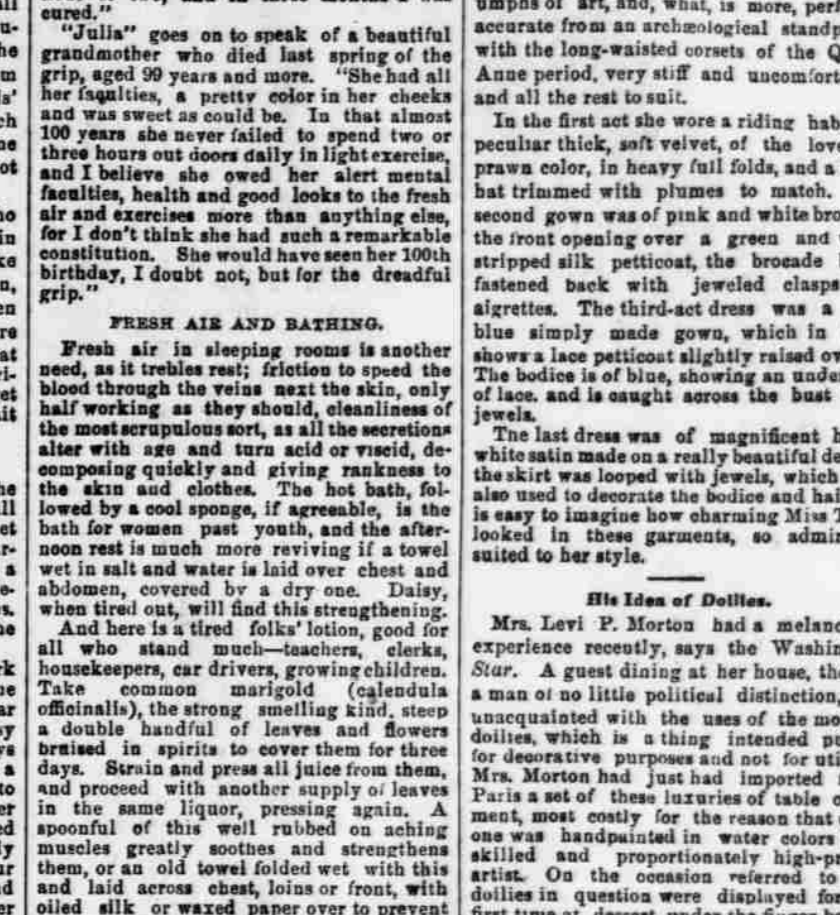 cured."
"Julia" goes on to speak of a beautiful
grandmother who died last spring of the
grip, aged 99 years and more. "She had all
her faqulties, a pretty color in her cheeks
and was sweet as could be. In that almost
100 years she never failed to spend two or
three hours out doors daily in light exercise,
and I believe she owed her alert mental
faculties, health and good looks to the fresh
air and exercises more than anything else,
for I don't think she had such a remarkable
constitution. She would have seen her 100th
birthday, I doubt not, but for the dreadful
grip."
FRESH AIR AND BATHING.
Fresh air in sleeping rooms is another
need, as it trebles rest; friction to speed the
blood through the veins next the skin, only
half working as they should, cleanliness of
the most scrupulous sort, as all the secretions
alter with age and turn acid or viscid, de-
composing quickly and giving rankness to
the skin and clothes. The hot bath, fol-
lowed by a cool sponge, if agreeable, is the
bath for women past youth, and the after-
noon rest is much more reviving if a towel
wet in salt and water is laid over chest and
abdomen, covered by a dry one. Daisy,
when tired out, will find this strengthening.
And here is a tired folks' lotion, good for
all who stand much—teachers, clerks,
housekeepers, car drivers, growing children.
Take common marigold (calendula
officinalis), the strong smelling kind, steep
a double handful of leaves and flowers
bruised in spirits to cover them for three
days. Strain and press all juice from them,
and proceed with another supply of leaves
in the same liquor, pressing again. A
spoonful of this well rubbed on aching
muscles greatly soothes and strengthens
them, or an old towel folded wet with this
and laid across chest, loins or front, with
oiled silk or waxed paper over to prevent
of art, and, what, is more,
accurate from an archæological
with the long-waisted corsets of the
Anne period, very stiff and
and all the rest to suit.
In the first act she wore a riding
peculiar thick, soft velvet, of the
prawn color, in heavy full folds, and a
hat trimmed with plumes to match.
second gown was of pink and white
the front opening over a green and
stripped silk petticoat, the brocade
fastened back with jeweled clasps
aigrettes. The third-act dress was a
blue simply made gown, which in
shows a lace petticoat slightly raised
The bodice is of blue, showing an
of lace, and is caught across the bust
jewels.
The last dress was of magnificent
white satin made on a really beautiful
the skirt was looped with jewels, which
also used to decorate the bodice and
is easy to imagine how charming Miss
looked in these garments, so
suited to her style.
His Idea of Doilies.
Mrs. Levi P. Morton had a
experience recently, says the
Star. A guest dining at her house,
a man of no little political distinction
unacquainted with the uses of the
doilies, which is a thing intended
for decorative purposes and not for
Mrs. Morton had just had imported
Paris a set of these luxuries of table
ment, most costly for the reason that
one was handpainted in water colors
skilled and proportionately
artist. On the occasion referred to
doilies in question were displayed